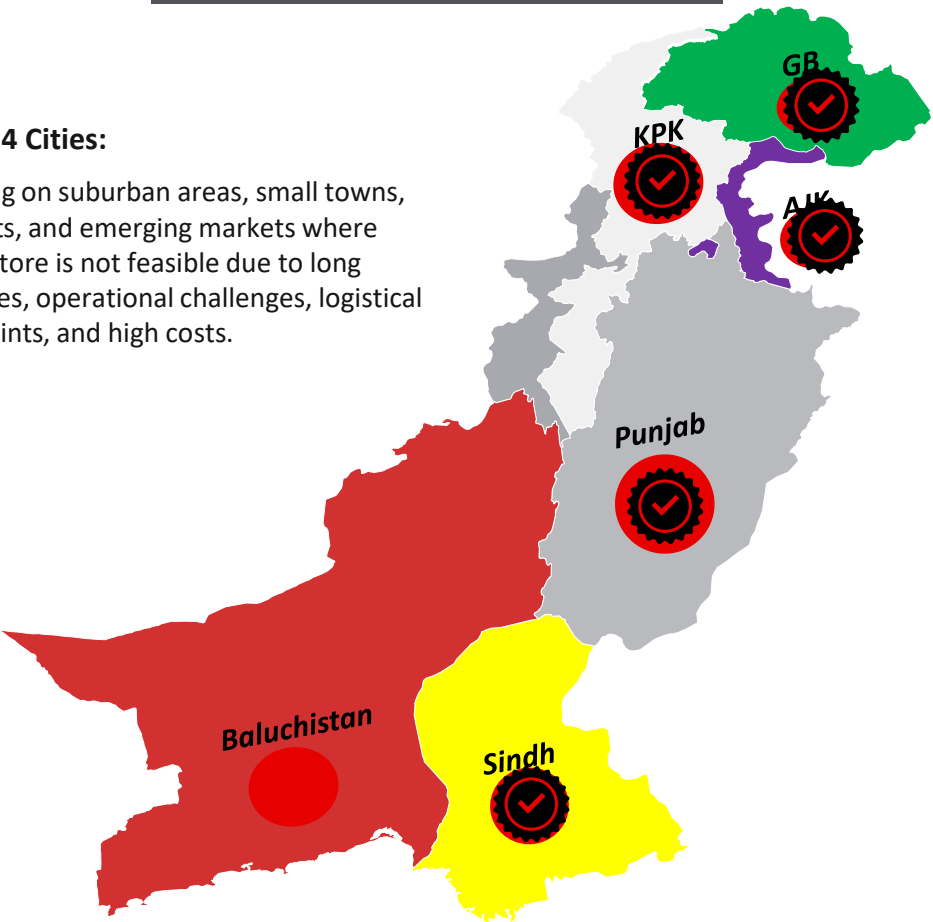 4 Cities:
g on suburban areas, small towns,
s, and emerging markets where
tore is not feasible due to long
es, operational challenges, logistical
ints, and high costs.
GB
KPK
AJK
Punjab
Baluchistan
Sindh